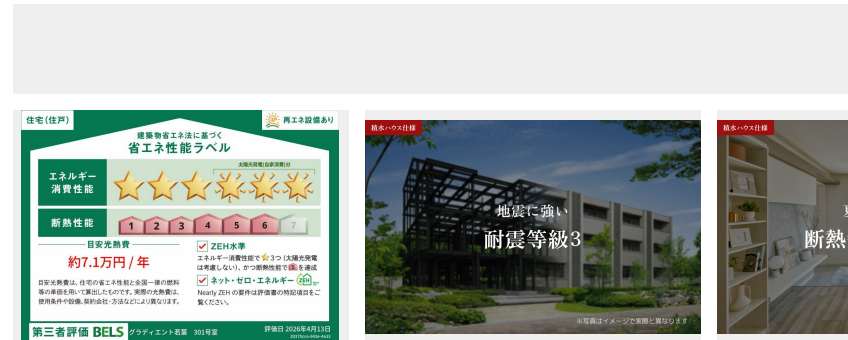 住宅(住戸)
再エネ設備あり
建築物省エネ法に基づく
省エネ性能ラベル
太陽光発電(自家消費)分
エネルギー
消費性能
断熱性能
1 2 3 4 5 6 7
目安光熱費
約7.1万円/年
目安光熱費は、住宅の省エネ性能と全国一律の燃料
等の単価を用いて算出したものです。実際の光熱費は、
使用条件や設備、契約会社・方法などにより異なります。
ZEH水準
エネルギー消費性能で☆3つ(太陽光発電
は考慮しない)、かつ断熱性能で5を達成
ネット・ゼロ・エネルギー
Nearly ZEH の要件は評価書の特記項目をご
覧ください。
第三者評価 BELS グラディエント若葉 301号室
評価日 2026年4月13日
積水ハウス仕様
地震に強い
耐震等級3
※写真はイメージで実際と異なります
積水ハウス仕様
断熱